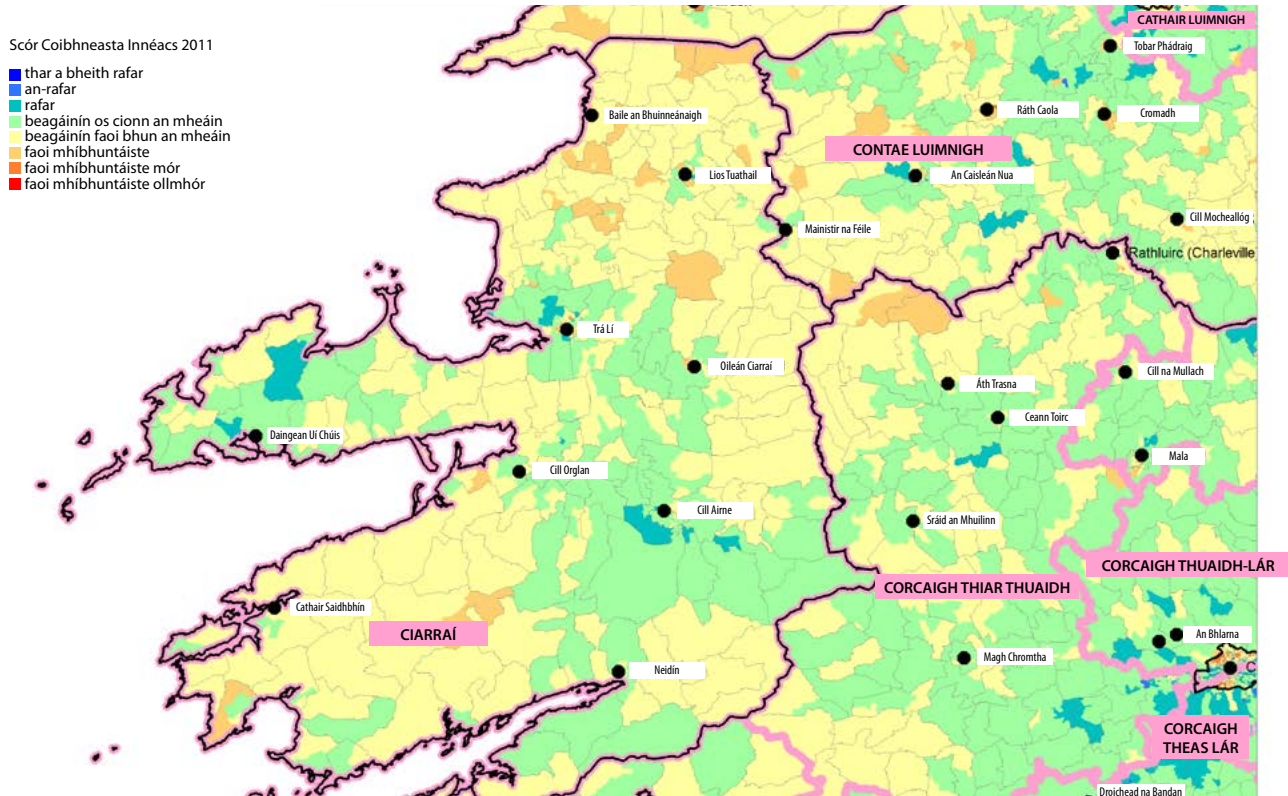 Scór Coibhneasta Innéacs 2011
thar a bheith rafar
an-rafar
rafar
beagáinín os cionn an mheáin
beagáinín faoi bhun an mheáin
faoi mhíbhuntáiste
faoi mhíbhuntáiste mór
faoi mhíbhuntáiste ollmhór
CATHAIR LUIMNIGH
Tobar Phádraig
Baile an Bhuinneánaigh
Ráth Caola
Cromadh
CONTAE LUIMNIGH
Lios Tuathail
An Caisleán Nua
Mainistir na Féile
Cill Mocheallóg
Rathluirc (Charleville
Trá Lí
Oileán Ciarraí
Cill na Mullach
Áth Trasna
Ceann Toirc
Daingean Uí Chúis
Mala
Cill Orglan
Cill Airne
Sráid an Mhuilinn
CORCAIGH THUAIDH-LÁR
CORCAIGH THIAR THUAIDH
Cathair Saidhbhín
CIARRAÍ
An Bhlarna
Magh Chromtha
Neidín
C
CORCAIGH
THEAS LÁR
Droichead na Bandan